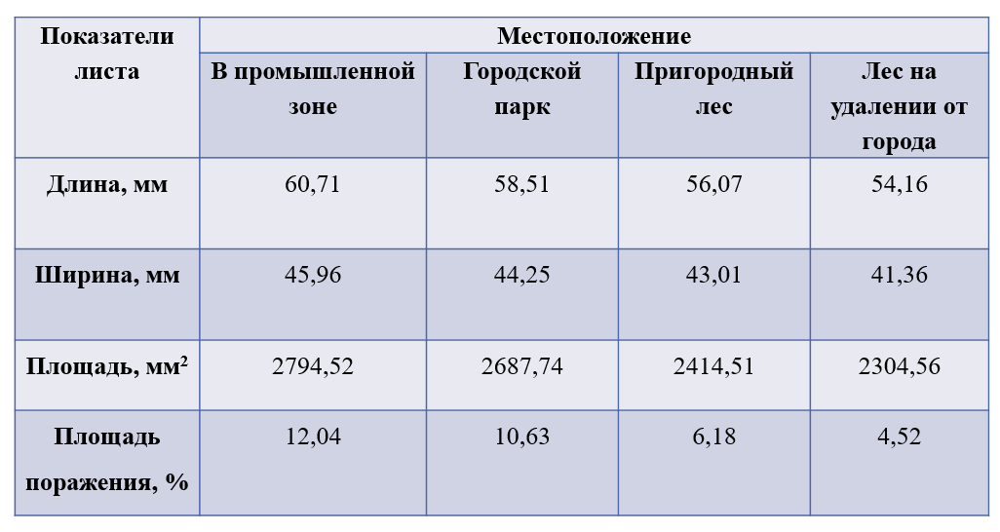 Показатели листа
Местоположение
В промышленной зоне
Городской парк
Пригородный лес
Лес на удалении от города
Длина, мм
60,71
58,51
56,07
54,16
Ширина, мм
45,96
44,25
43,01
41,36
Площадь, мм²
2794,52
2687,74
2414,51
2304,56
Площадь поражения, %
12,04
10,63
6,18
4,52